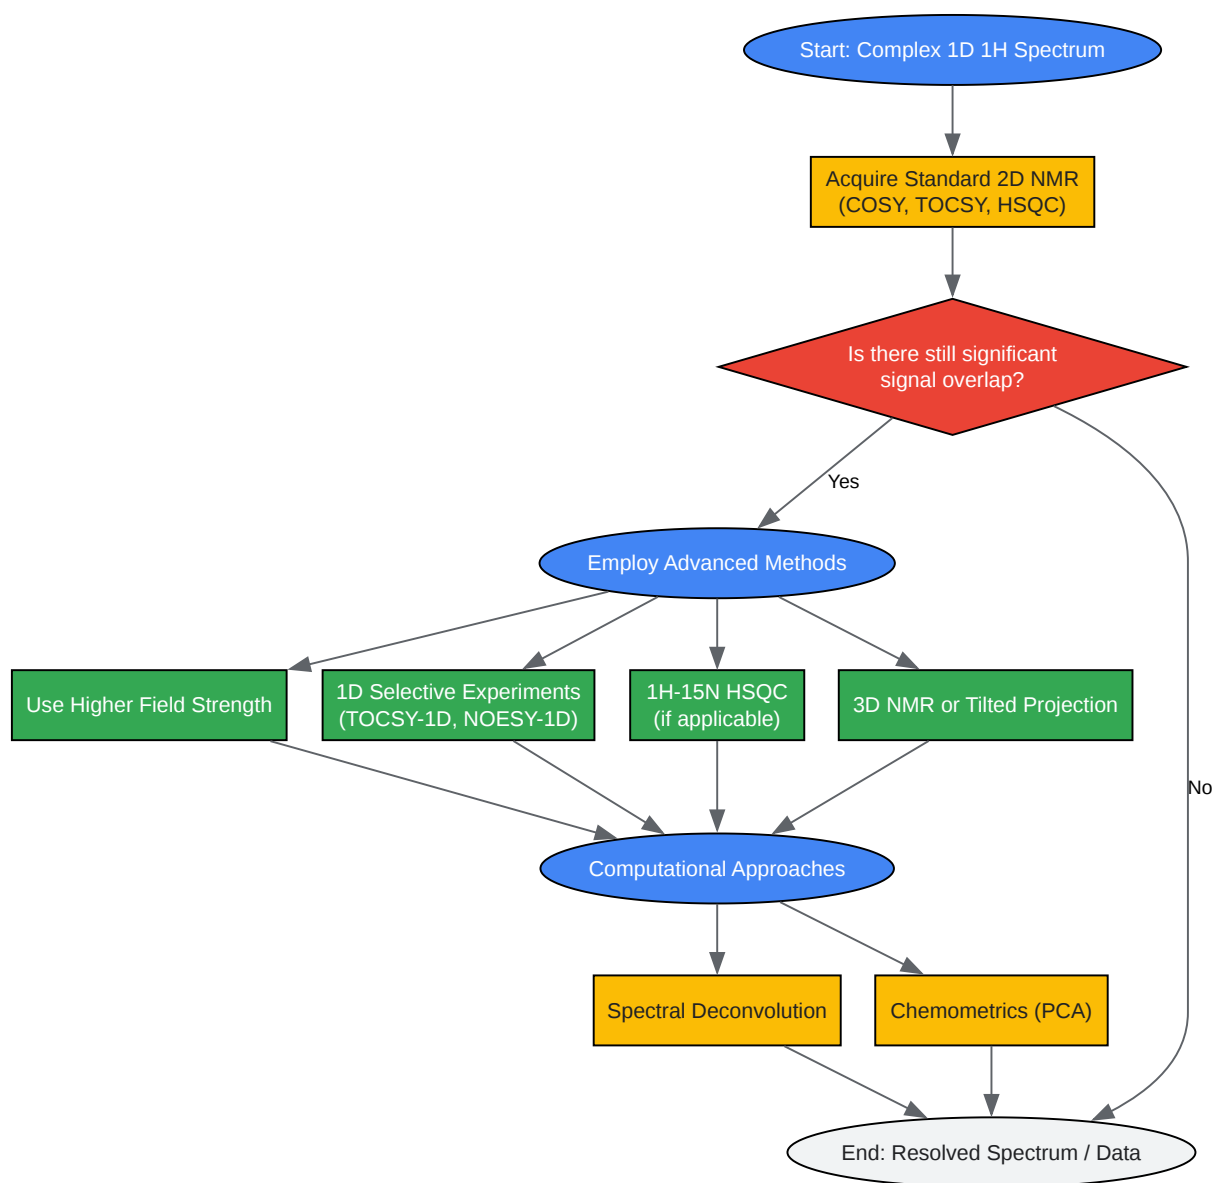 Start: Complex 1D 1H Spectrum
Acquire Standard 2D NMR
(COSY, TOCSY, HSQC)
Is there still significant
signal overlap?
Yes
Employ Advanced Methods
Use Higher Field Strength
1D Selective Experiments
(TOCSY-1D, NOESY-1D)
1H-15N HSQC
(if applicable)
3D NMR or Tilted Projection
No
Computational Approaches
Spectral Deconvolution
Chemometrics (PCA)
End: Resolved Spectrum / Data